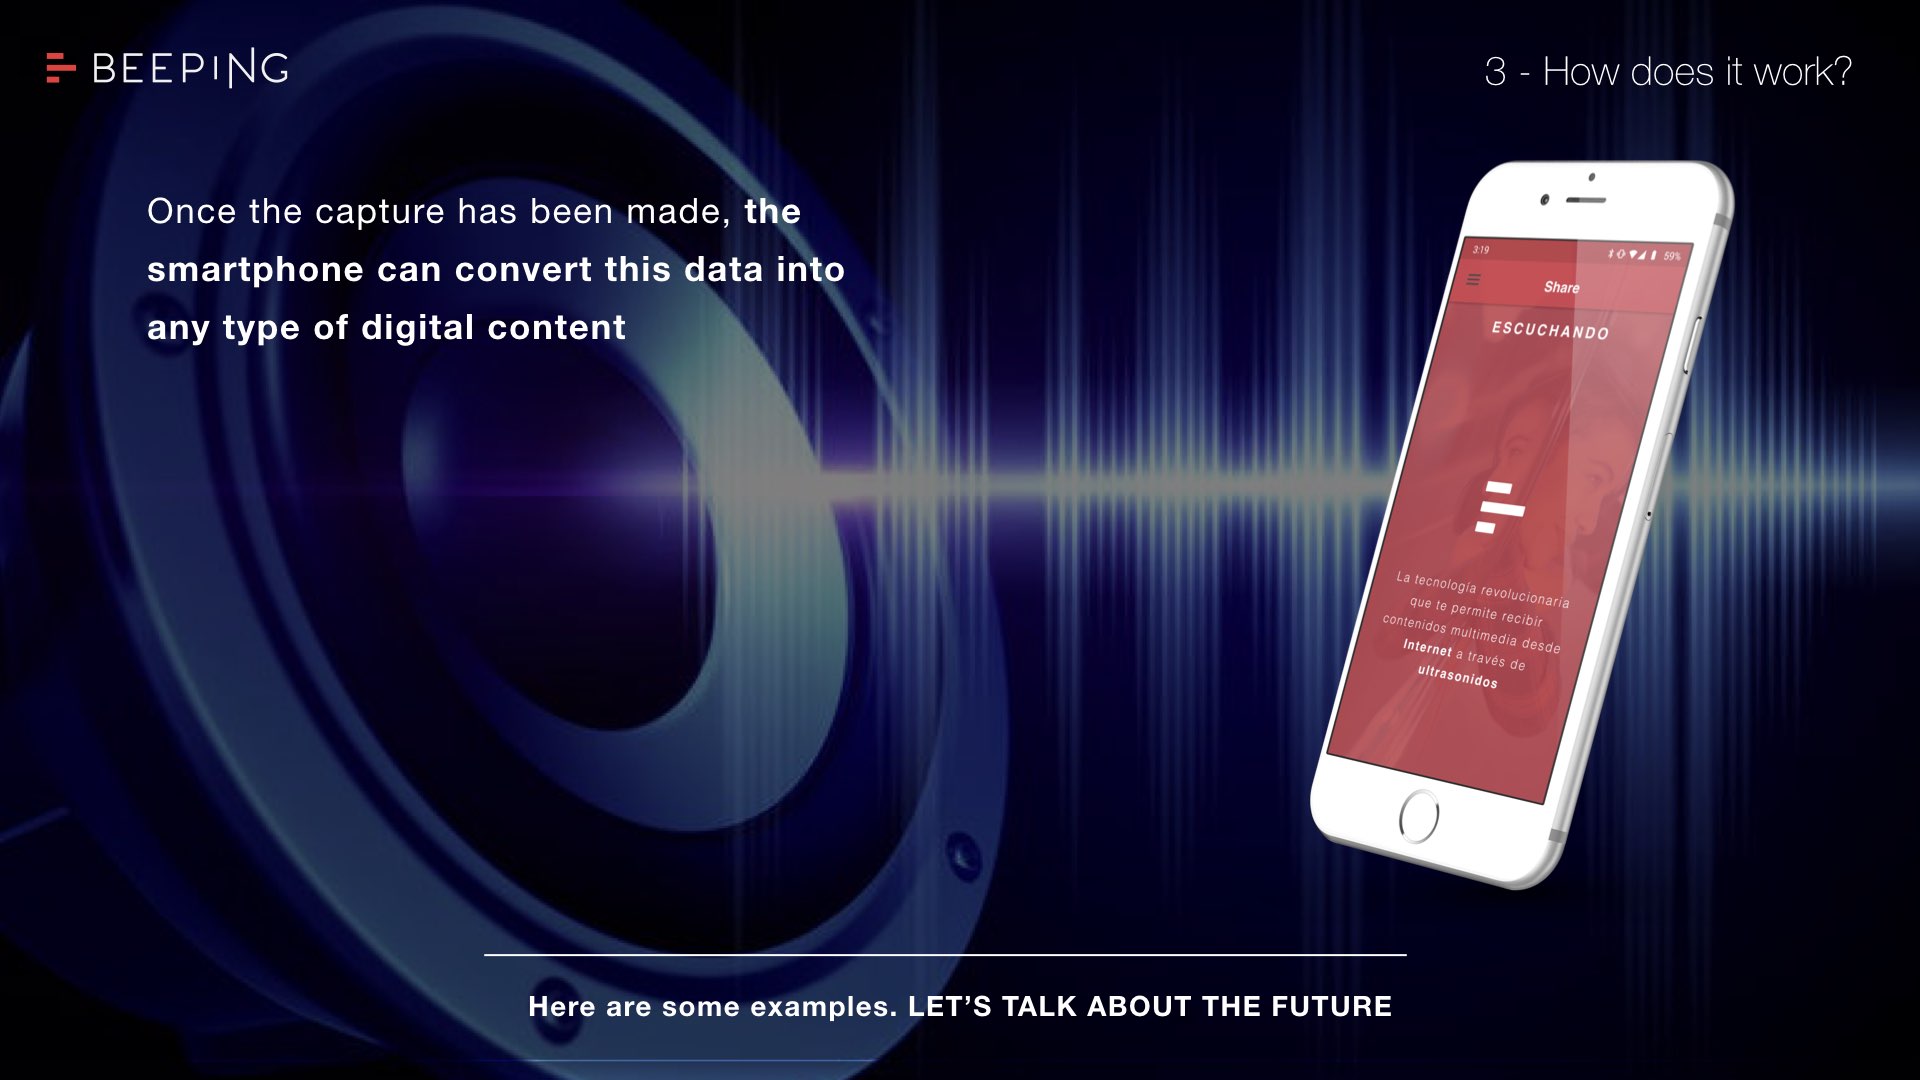 BEEPING
3 - How does it work?
Once the capture has been made, the
smartphone can convert this data into
any type of digital content
3:19
59%
Share
ESCUCHANDO
La tecnología revolucionaria
que te permite recibir
contenidos multimedia desde
Internet a través de
ultrasonidos
Here are some examples. LET’S TALK ABOUT THE FUTURE